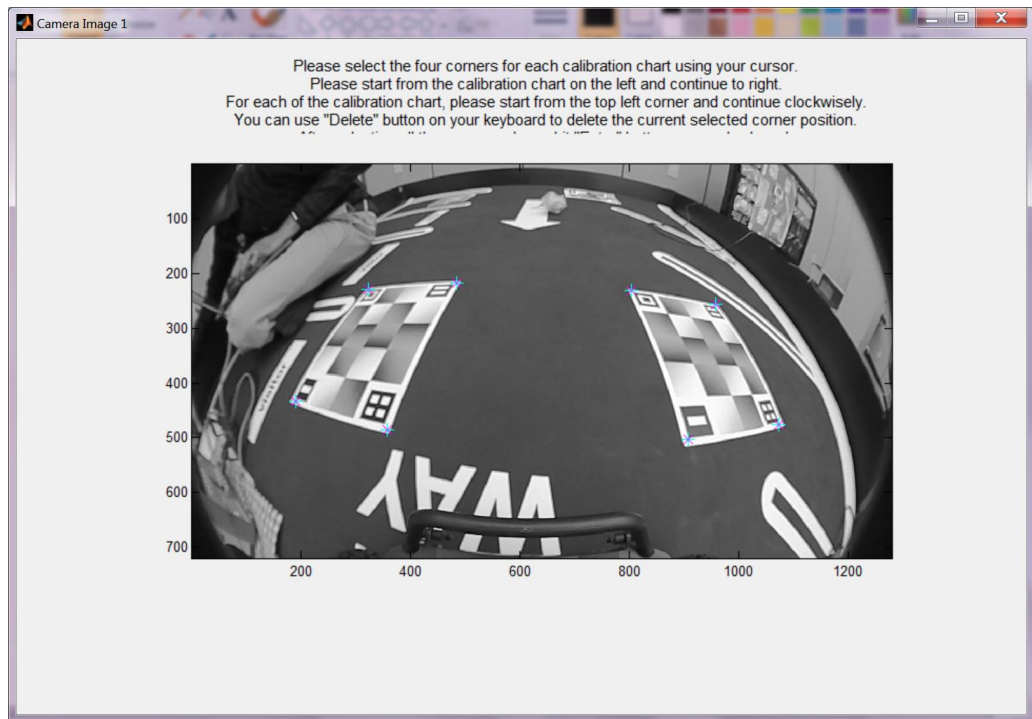 Camera Image 1
Please select the four corners for each calibration chart using your cursor.
Please start from the calibration chart on the left and continue to right.
For each of the calibration chart, please start from the top left corner and continue clockwisely.
You can use "Delete" button on your keyboard to delete the current selected corner position.
100
200
300
400
500
600
700
Visitor
WAY
200
400
600
800
1000
1200